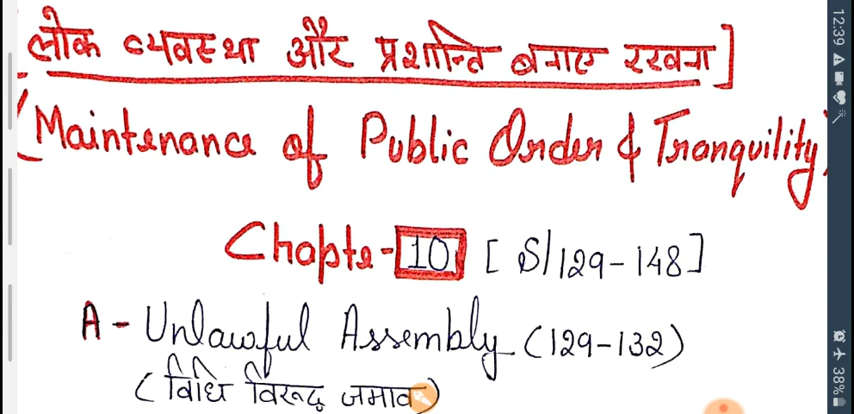 लोक व्यवस्था और प्रशान्ति बनाए रखना]
(Maintenance of Public Order & Tranquility)
Chapte-10 [S/129-148]
A- Unlawful Assembly (129-132)
(विधि विरूद्ध जमाव)
12:39
38%